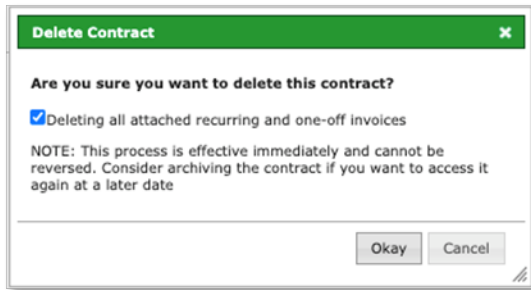 Delete Contract
Are you sure you want to delete this contract?
Deleting all attached recurring and one-off invoices
NOTE: This process is effective immediately and cannot be
reversed. Consider archiving the contract if you want to access it
again at a later date
Okay Cancel